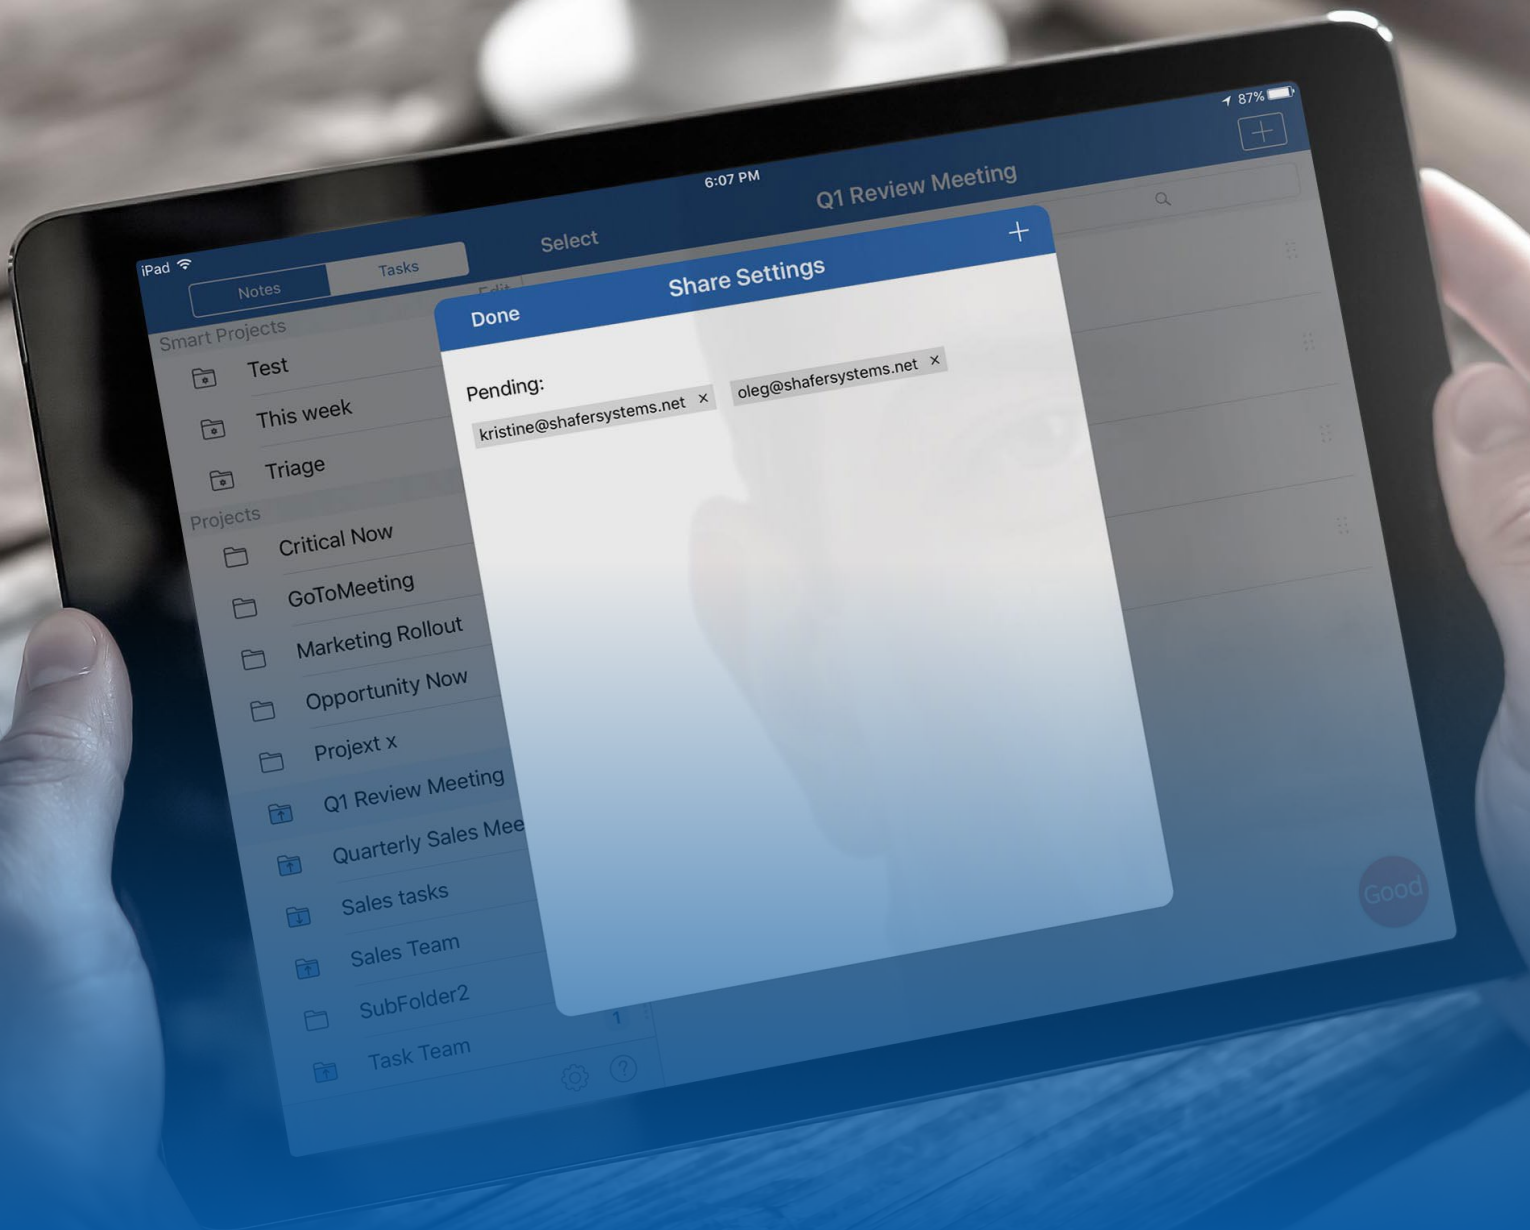 iPad
6:07 PM
87%
Notes
Tasks
Select
Q1 Review Meeting
Edit
Smart Projects
Test
This week
Triage
Projects
Critical Now
GoToMeeting
Marketing Rollout
Opportunity Now
Projext x
Q1 Review Meeting
Quarterly Sales Mee
Sales tasks
Sales Team
SubFolder2
Task Team
1
?
Done
Share Settings
Pending:
kristine@shafersystems.net ×
oleg@shafersystems.net ×
Good